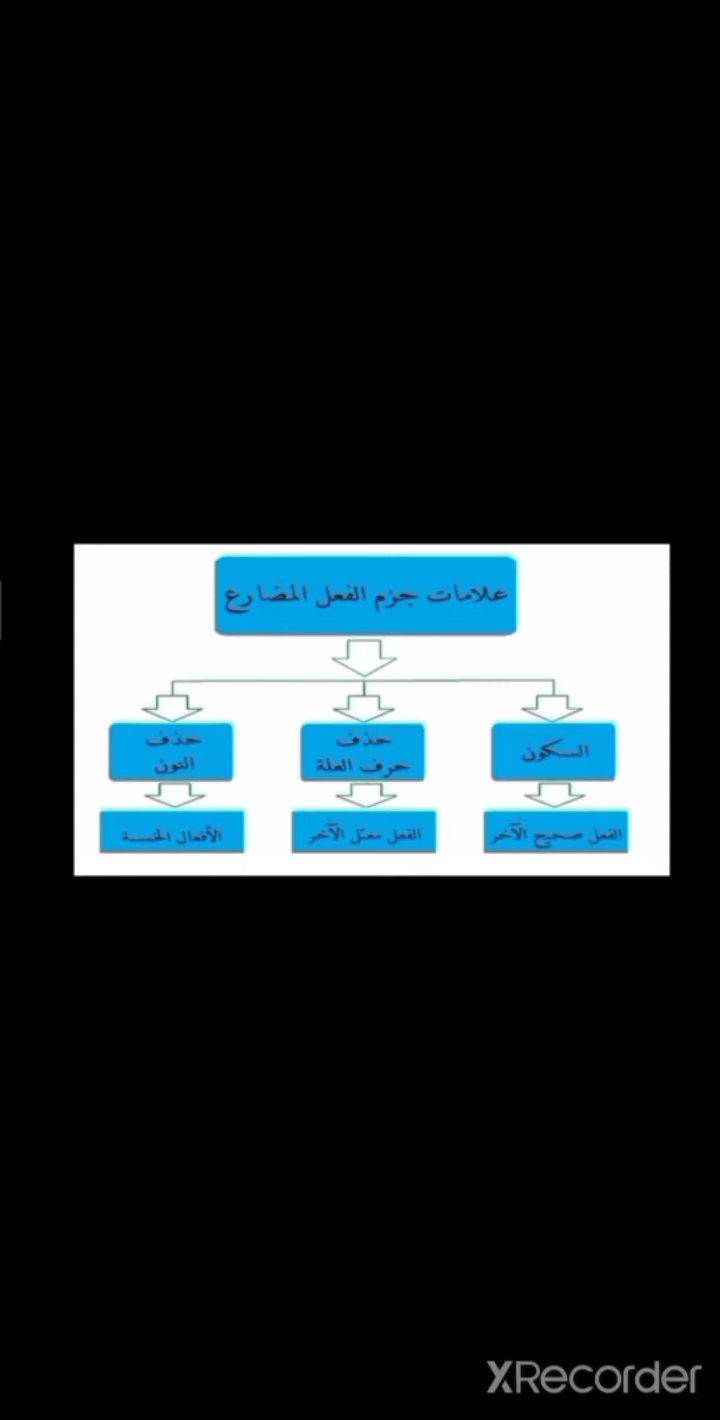 علامات جزم الفعل المضارع
السكون
حذف
حرف العلة
حذف
النون
الفعل صحيح الآخر
الفعل معتل الآخر
الأفعال الخمسة
XRecorder